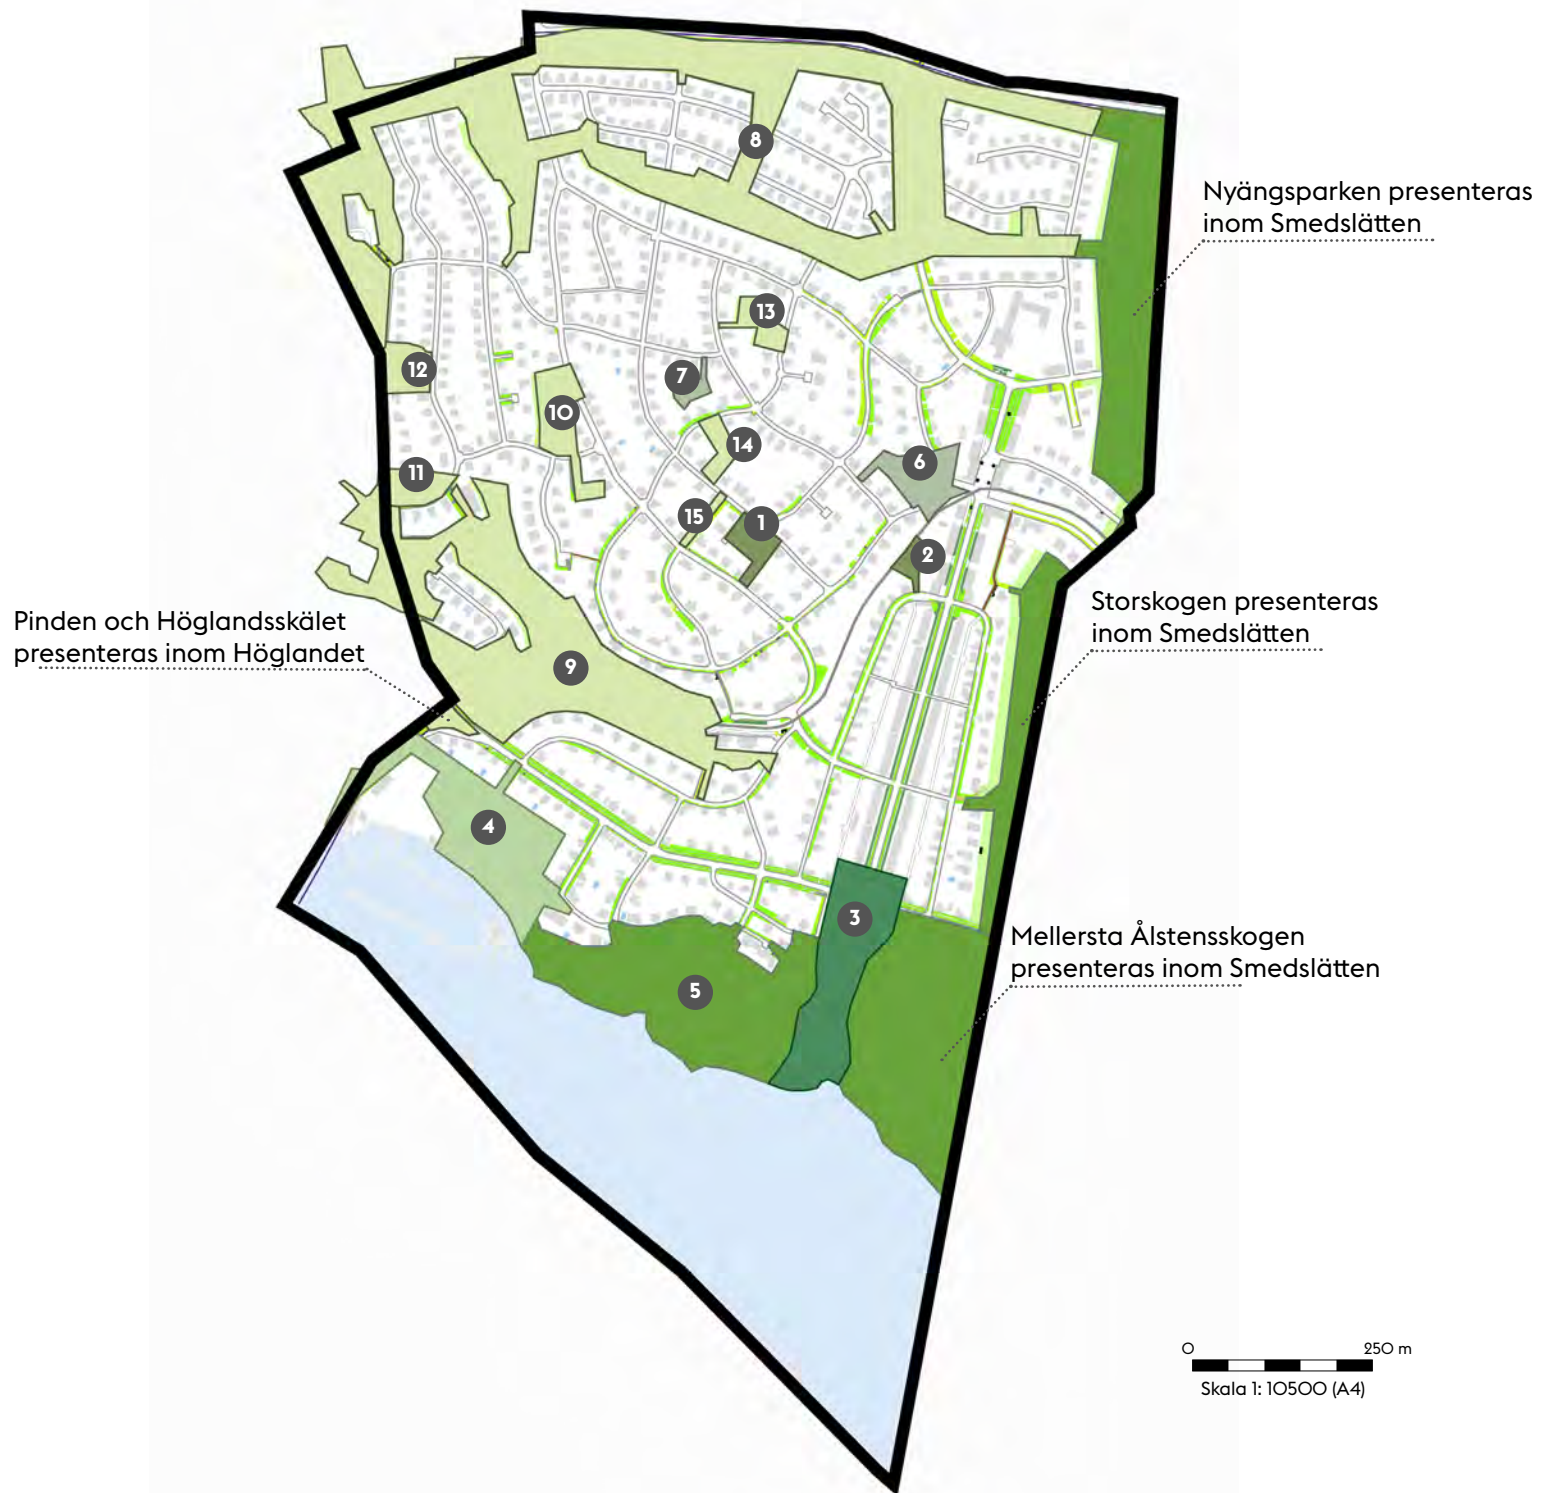 8
Nyängsparken presenteras
inom Smedslätten
13
12
7
10
14
6
11
15
1
2
Storskogen presenteras
inom Smedslätten
Pinden och Höglandsskälet
presenteras inom Höglandet
9
4
3
Mellersta Ålstensskogen
presenteras inom Smedslätten
5
0 250 m
Skala 1: 10500 (A4)